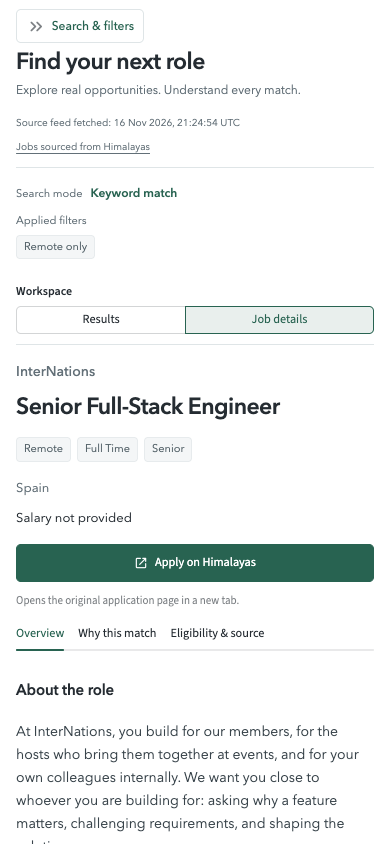 Search & filters
Find your next role
Explore real opportunities. Understand every match.
Source feed fetched: 16 Nov 2026, 21:24:54 UTC
Jobs sourced from Himalayas
Search mode Keyword match
Applied filters
Remote only
Workspace
Results Job details
InterNations
Senior Full-Stack Engineer
Remote Full Time Senior
Spain
Salary not provided
Apply on Himalayas
Opens the original application page in a new tab.
Overview Why this match Eligibility & source
About the role
At InterNations, you build for our members, for the
hosts who bring them together at events, and for your
own colleagues internally. We want you close to
whoever you are building for: asking why a feature
matters, challenging requirements, and shaping the